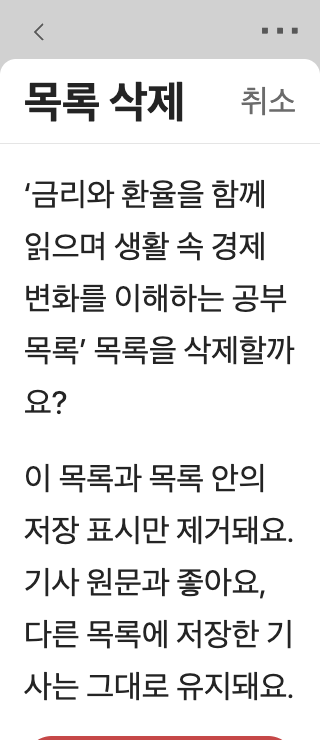 목록 삭제 취소
‘금리와 환율을 함께
읽으며 생활 속 경제
변화를 이해하는 공부
목록’ 목록을 삭제할까
요?
이 목록과 목록 안의
저장 표시만 제거돼요.
기사 원문과 좋아요,
다른 목록에 저장한 기
사는 그대로 유지돼요.